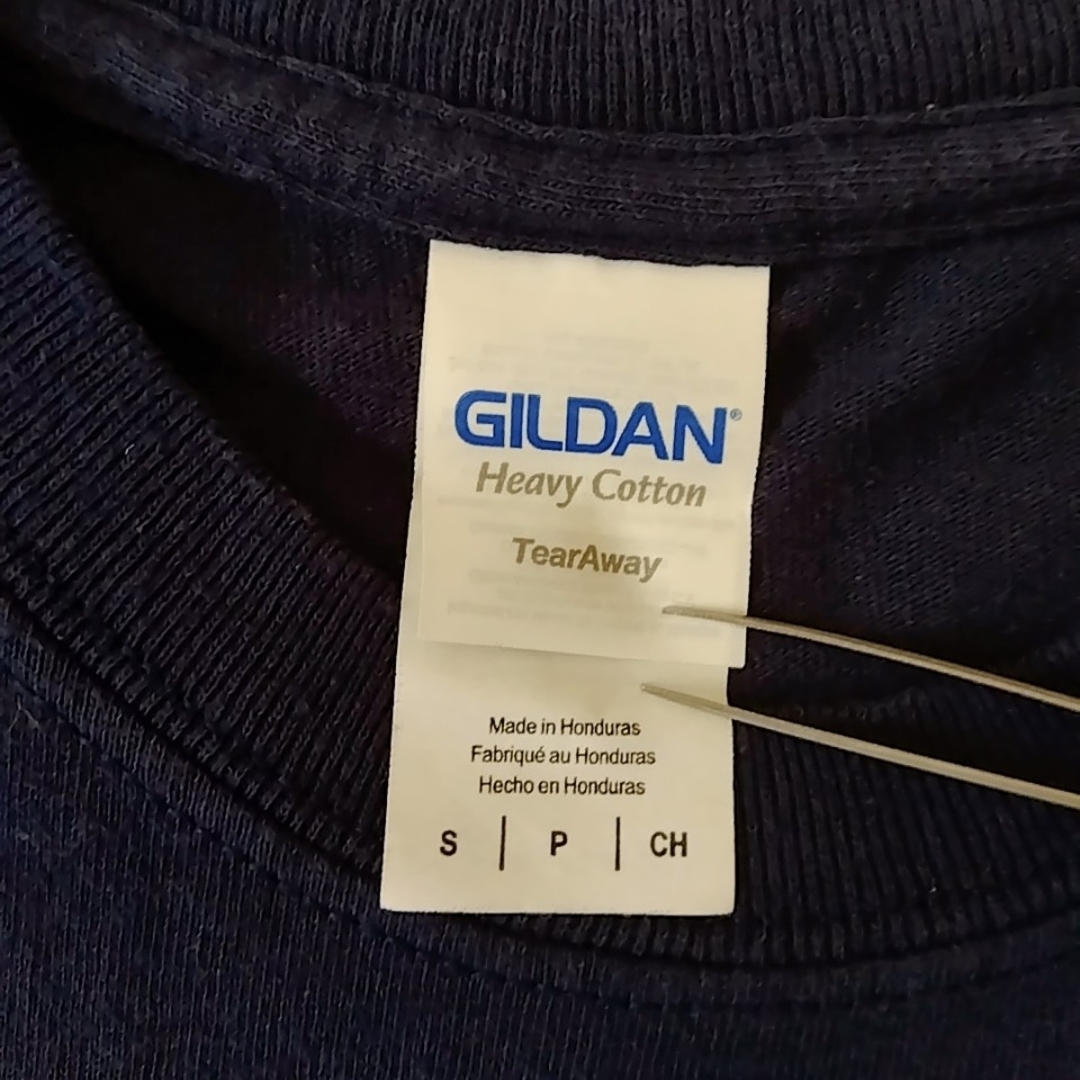 GILDAN®
Heavy Cotton
TearAway
Made in Honduras
Fabriqué au Honduras
Hecho en Honduras
S | P | CH